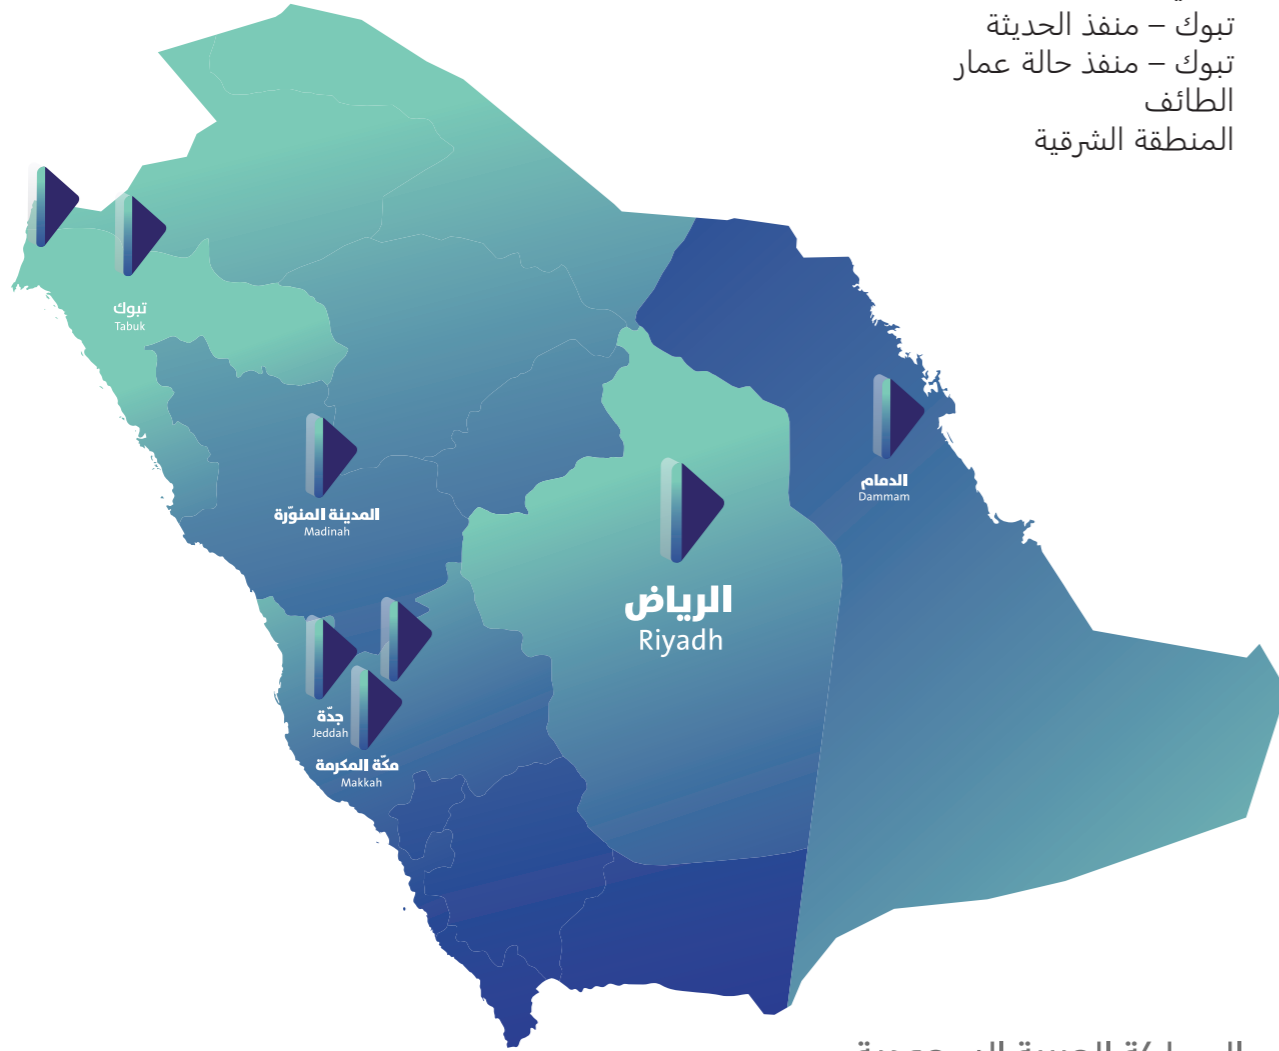 تبوك – منفذ الحديثة
تبوك – منفذ حالة عمار
الطائف
المنطقة الشرقية
تبوك
Tabuk
الدمام
Dammam
المدينة المنوّرة
Madinah
الرياض
Riyadh
جدّة
Jeddah
مكّة المكرمة
Makkah